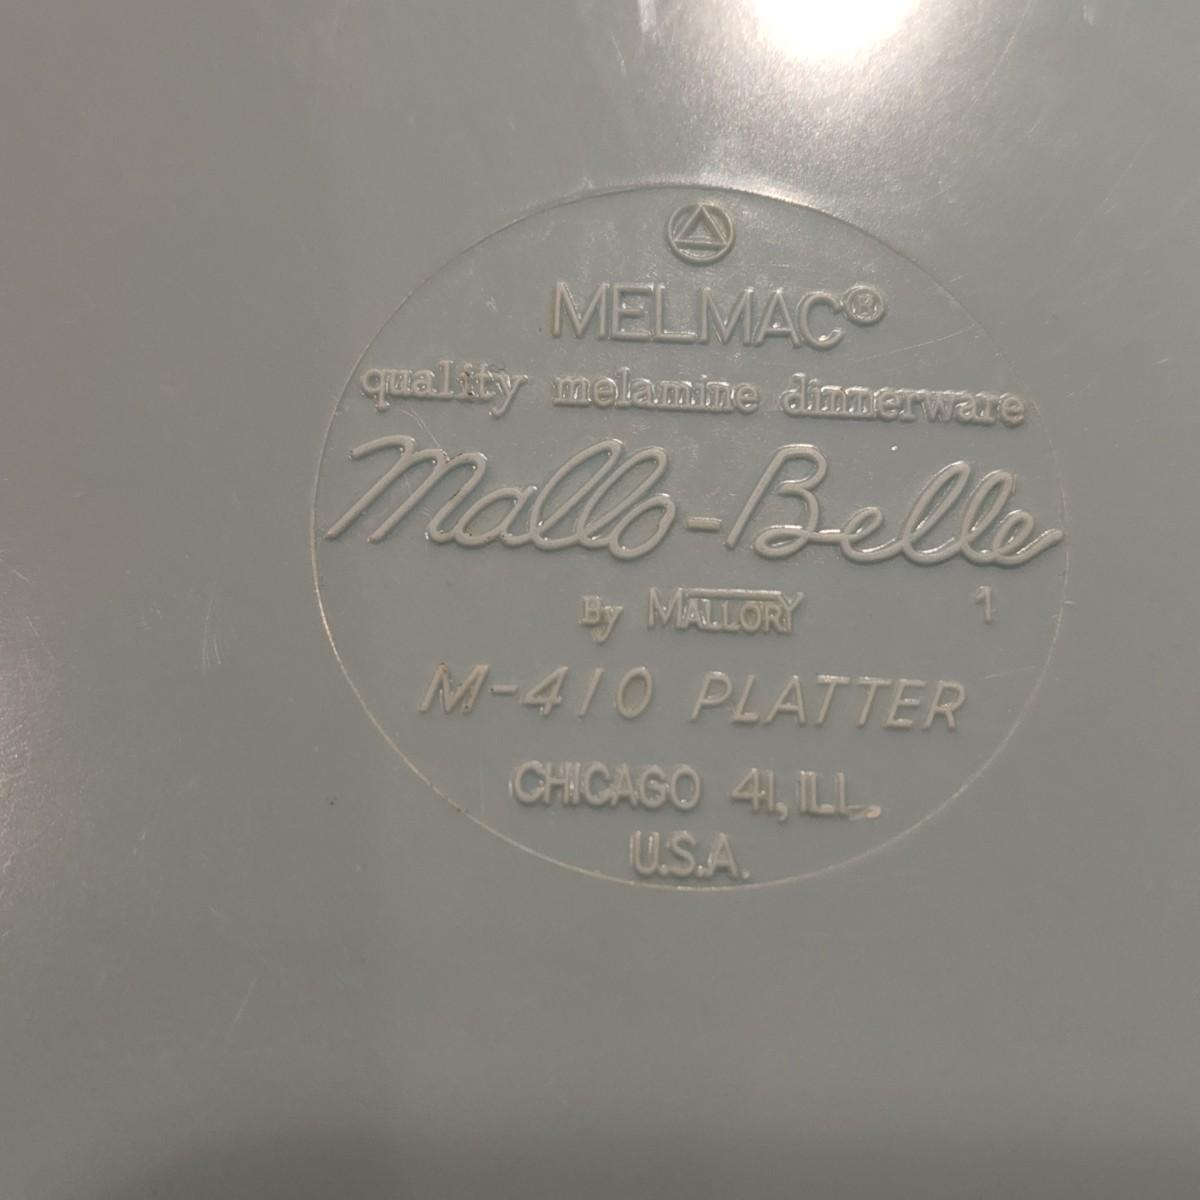 MELMAC®
quality melamine dinnerware
Mallo-Belle
By MALLORY 1
M-410 PLATTER
CHICAGO 41, ILL.
U.S.A.